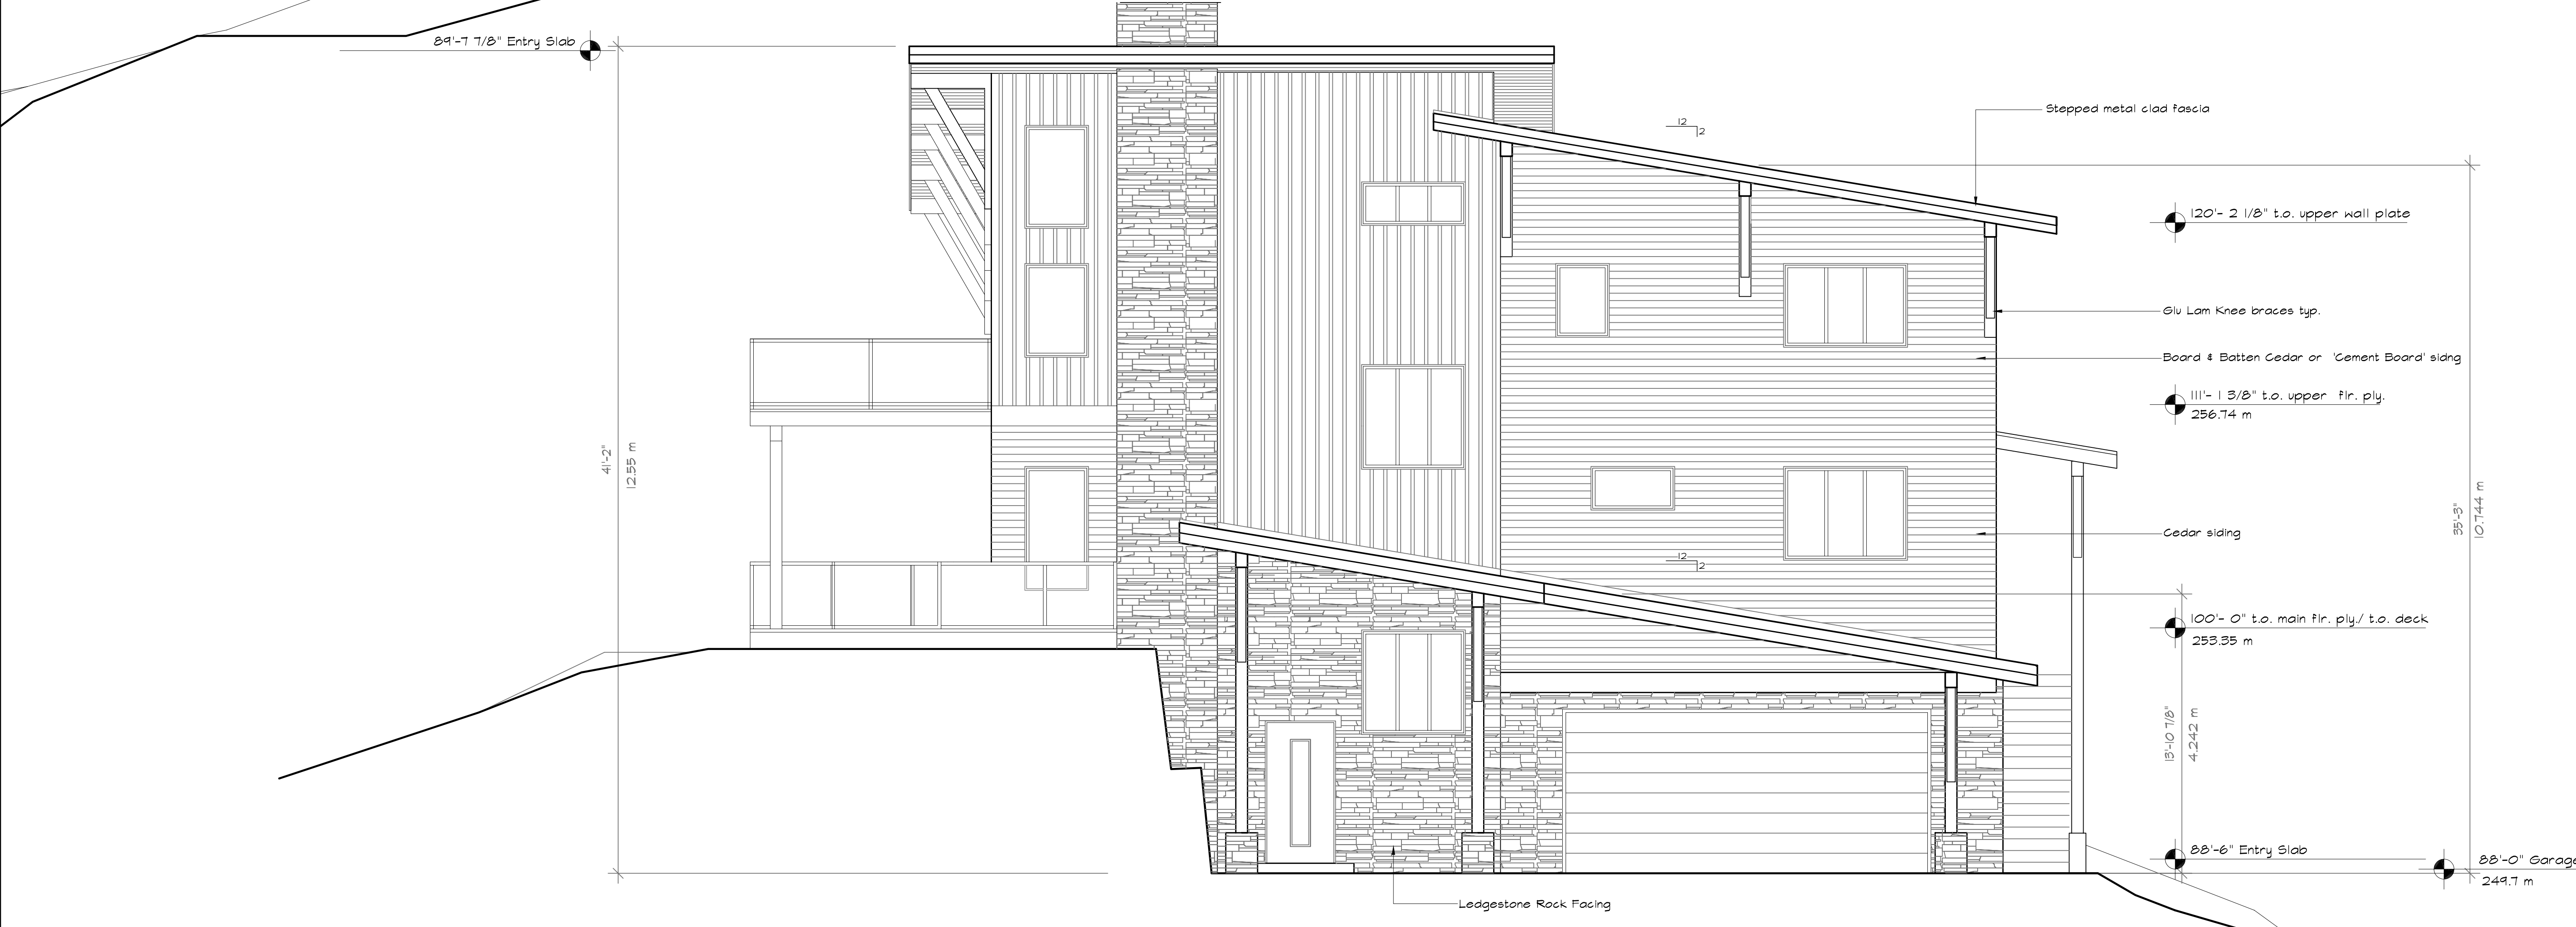 89'-7 7/8" Entry Slab
Stepped metal clad fascia
12
2
120'- 2 1/8" t.o. upper wall plate
Glu Lam Knee braces typ.
Board & Batten Cedar or 'Cement Board' sidng
111'- 1 3/8" t.o. upper flr. ply.
256.74 m
41'-2"
12.55 m
35'-3"
10.744 m
Cedar siding
12
2
100'- 0" t.o. main flr. ply./ t.o. deck
253.35 m
13'-10 7/8"
4.242 m
88'-6" Entry Slab
88'-0" Garage
249.7 m
Ledgestone Rock Facing